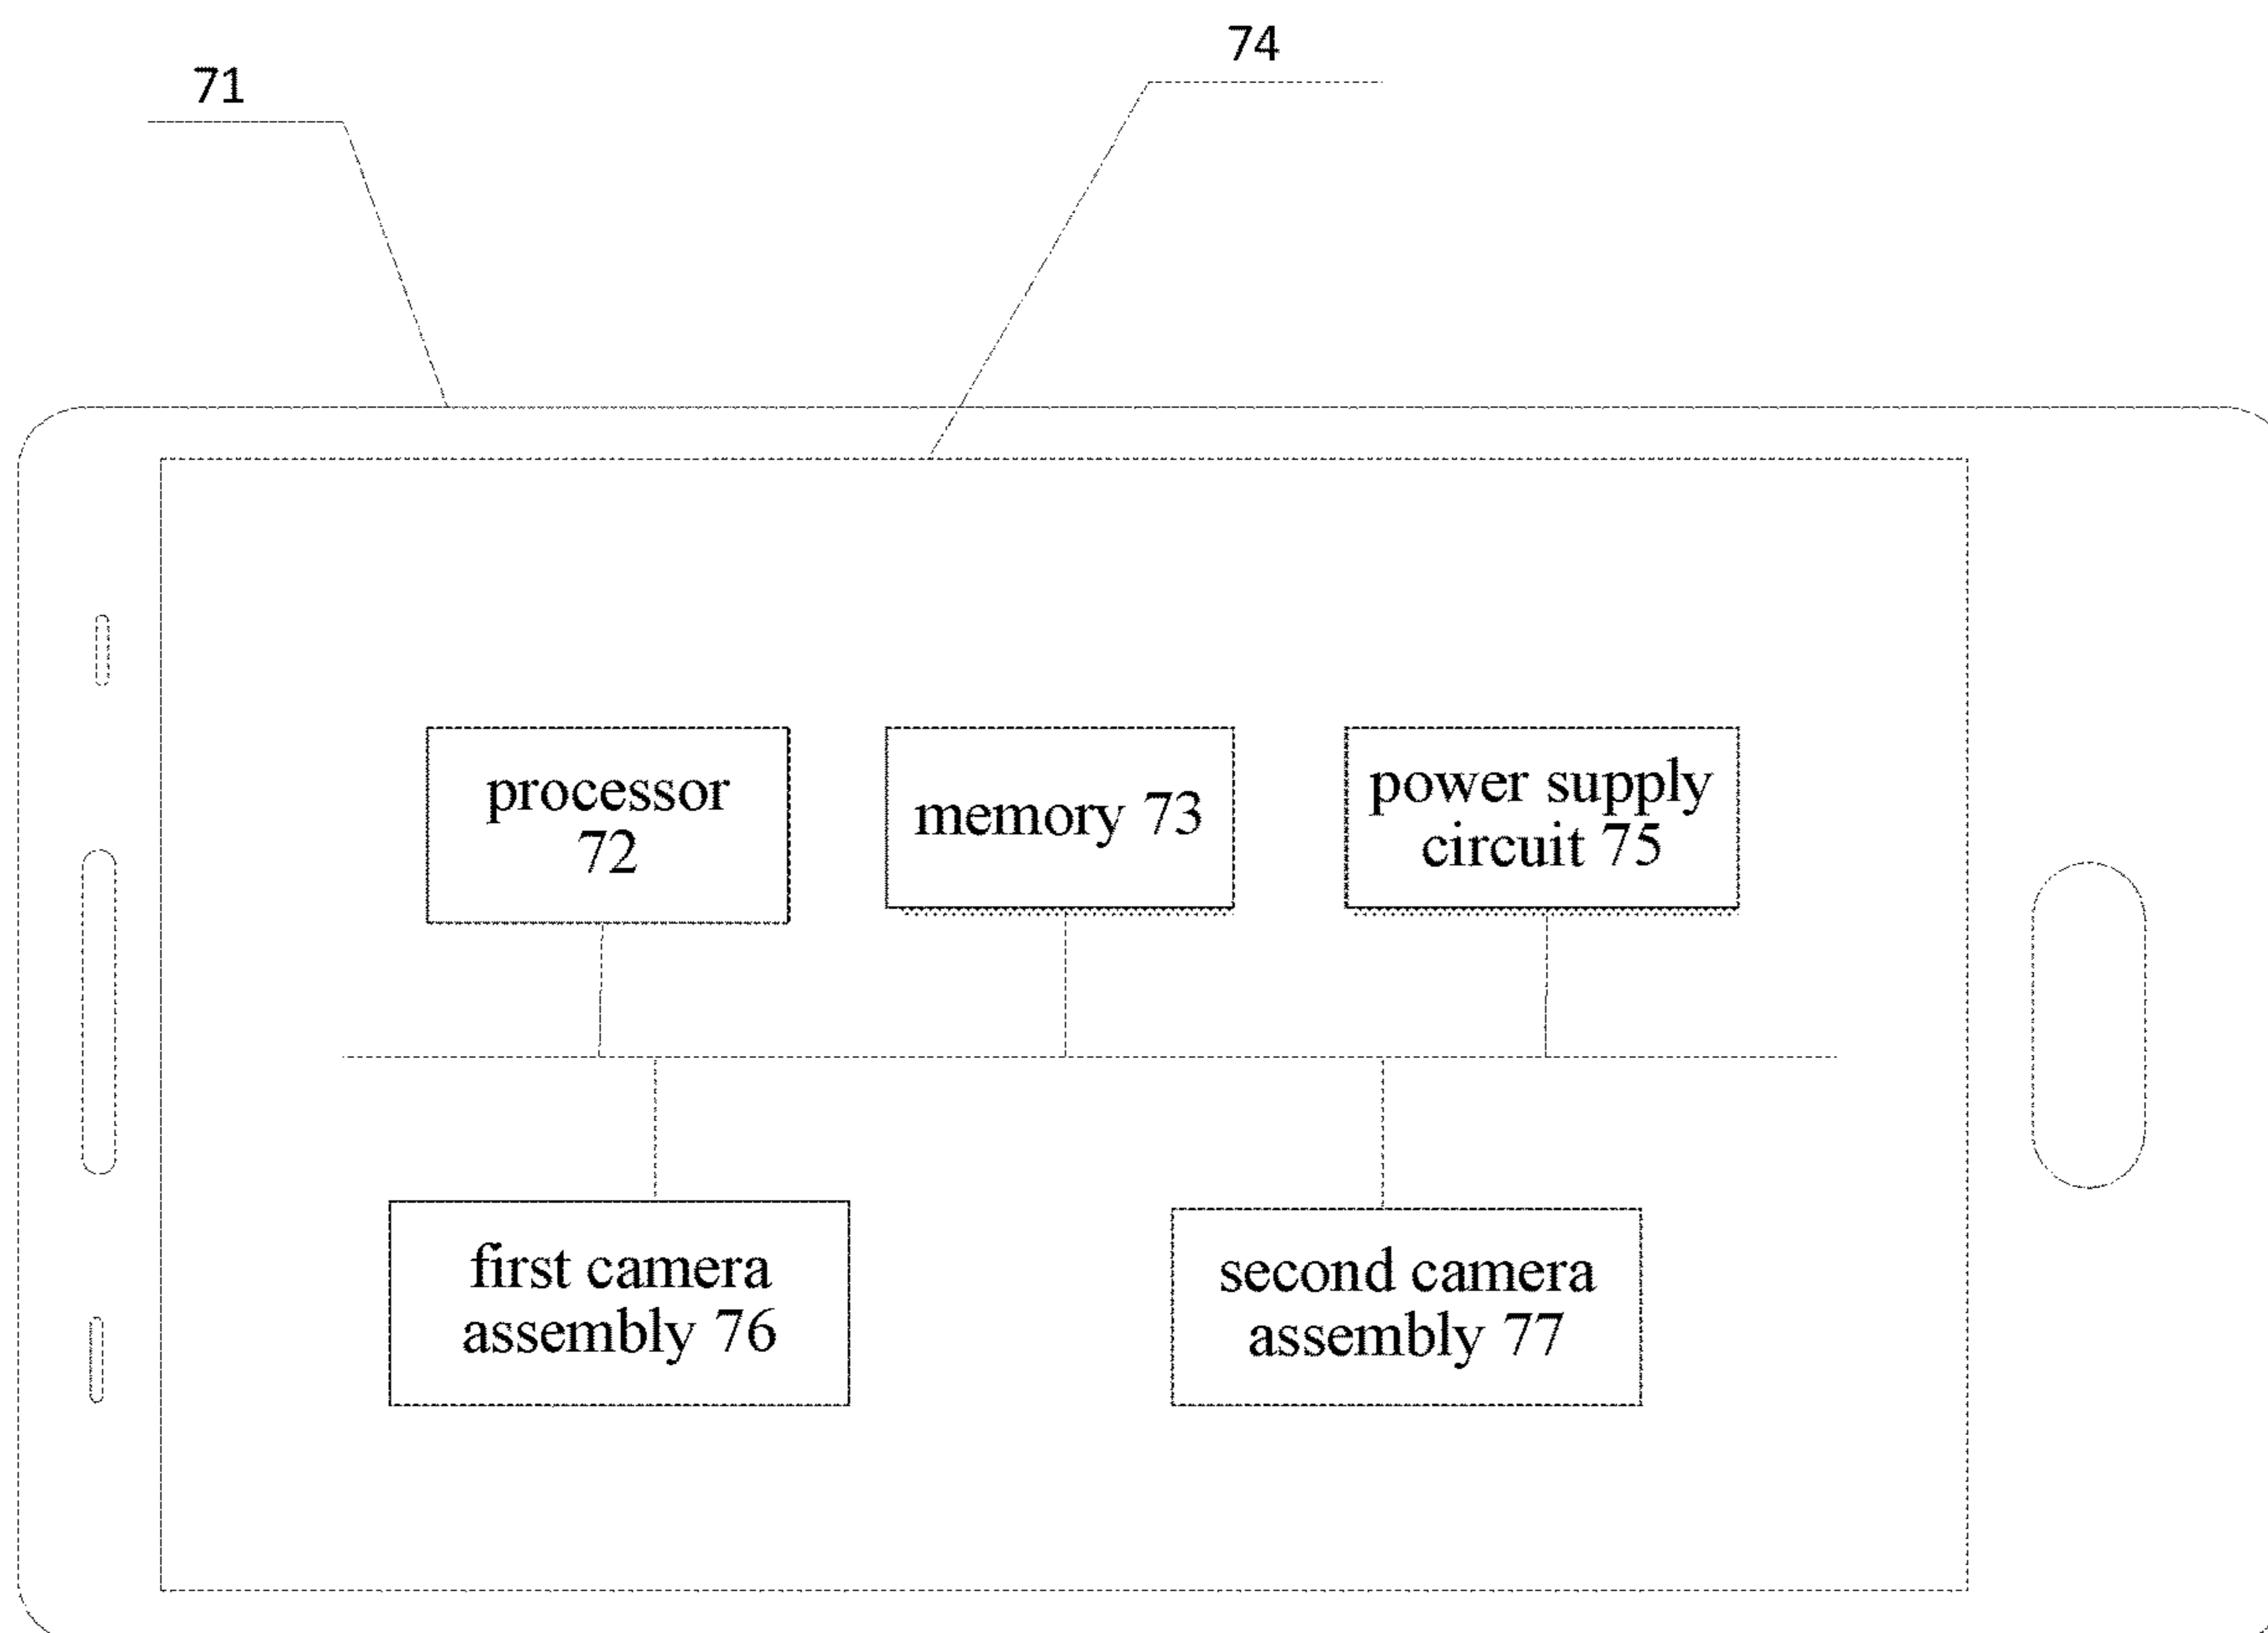 74
71
processor
72
memory 73
power supply
circuit 75
first camera
assembly 76
second camera
assembly 77